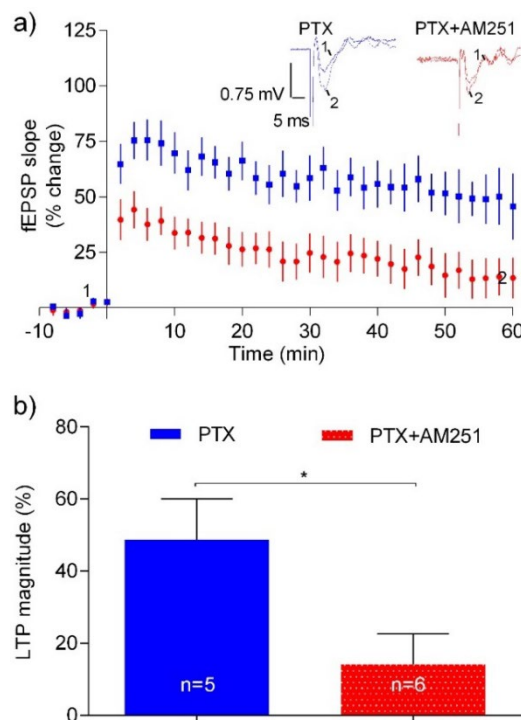 a)
125
100
75
50
25
-10
10
20
30
40
50
60
fEPSP slope
(% change)
Time (min)
1
2
PTX
1
2
0.75 mV
5 ms
PTX+AM251
1
2
b)
80
60
40
20
0
LTP magnitude (%)
PTX
PTX+AM251
*
n=5
n=6